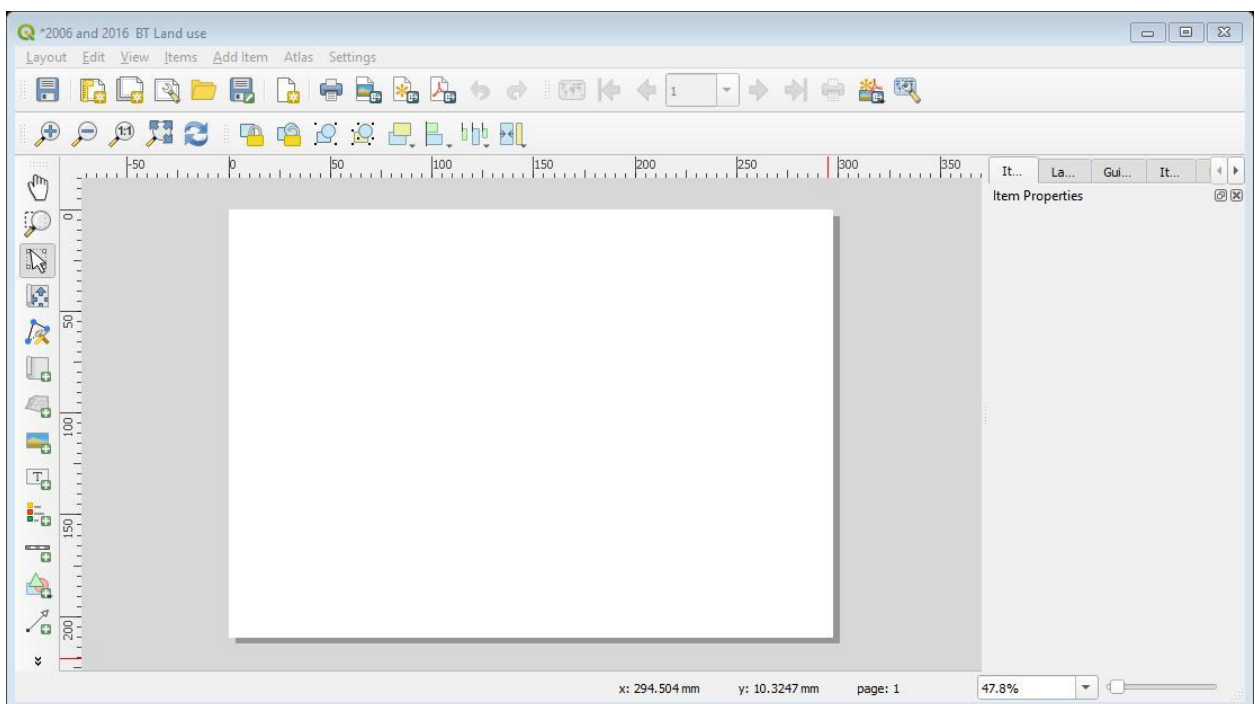 *2006 and 2016 BT Land use
Layout Edit View Items Add Item Atlas Settings
1
1:1
-50 0 50 100 150 200 250 300 350
It... La... Gui... It...
Item Properties
0
50
100
150
200
T
x: 294.504 mm y: 10.3247 mm page: 1 47.8%